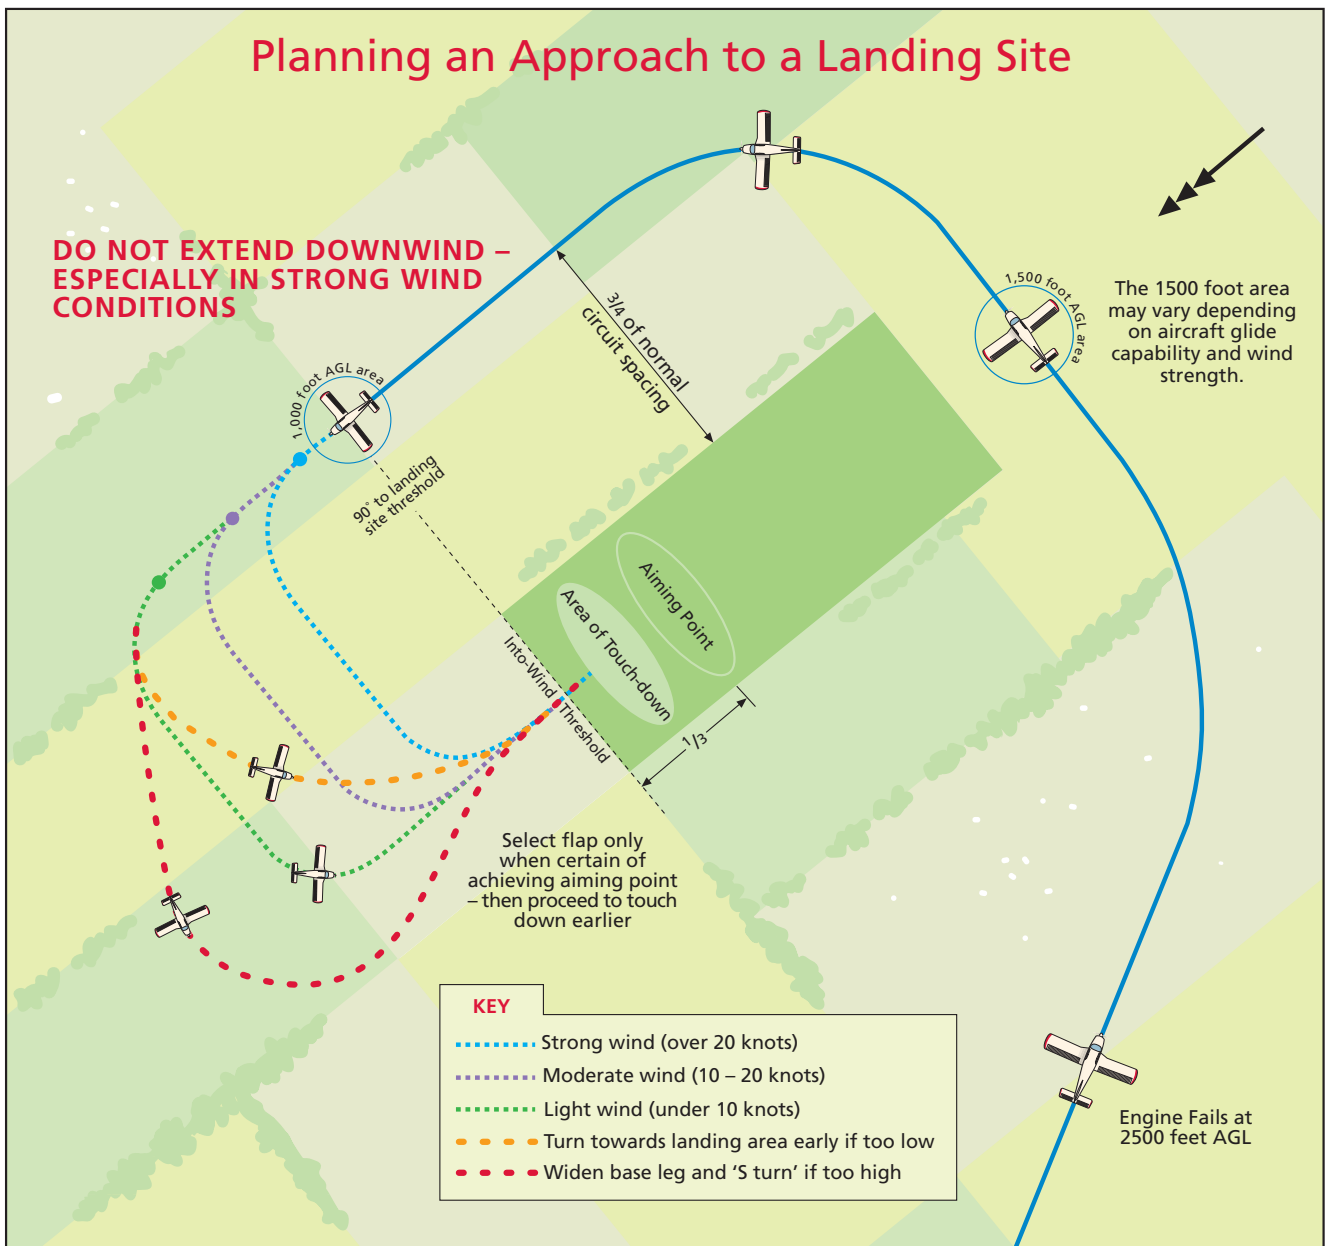 Planning an Approach to a Landing Site
DO NOT EXTEND DOWNWIND –
ESPECIALLY IN STRONG WIND
CONDITIONS
1,500 foot AGL area
The 1500 foot area
may vary depending
on aircraft glide
capability and wind
strength.
3/4 of normal
circuit spacing
1,000 foot AGL area
90° to landing
site threshold
Aiming Point
Area of Touch-down
Into-Wind Threshold
1/3
Select flap only
when certain of
achieving aiming point
– then proceed to touch
down earlier
KEY
Strong wind (over 20 knots)
Moderate wind (10 – 20 knots)
Light wind (under 10 knots)
Turn towards landing area early if too low
Widen base leg and ‘S turn’ if too high
Engine Fails at
2500 feet AGL